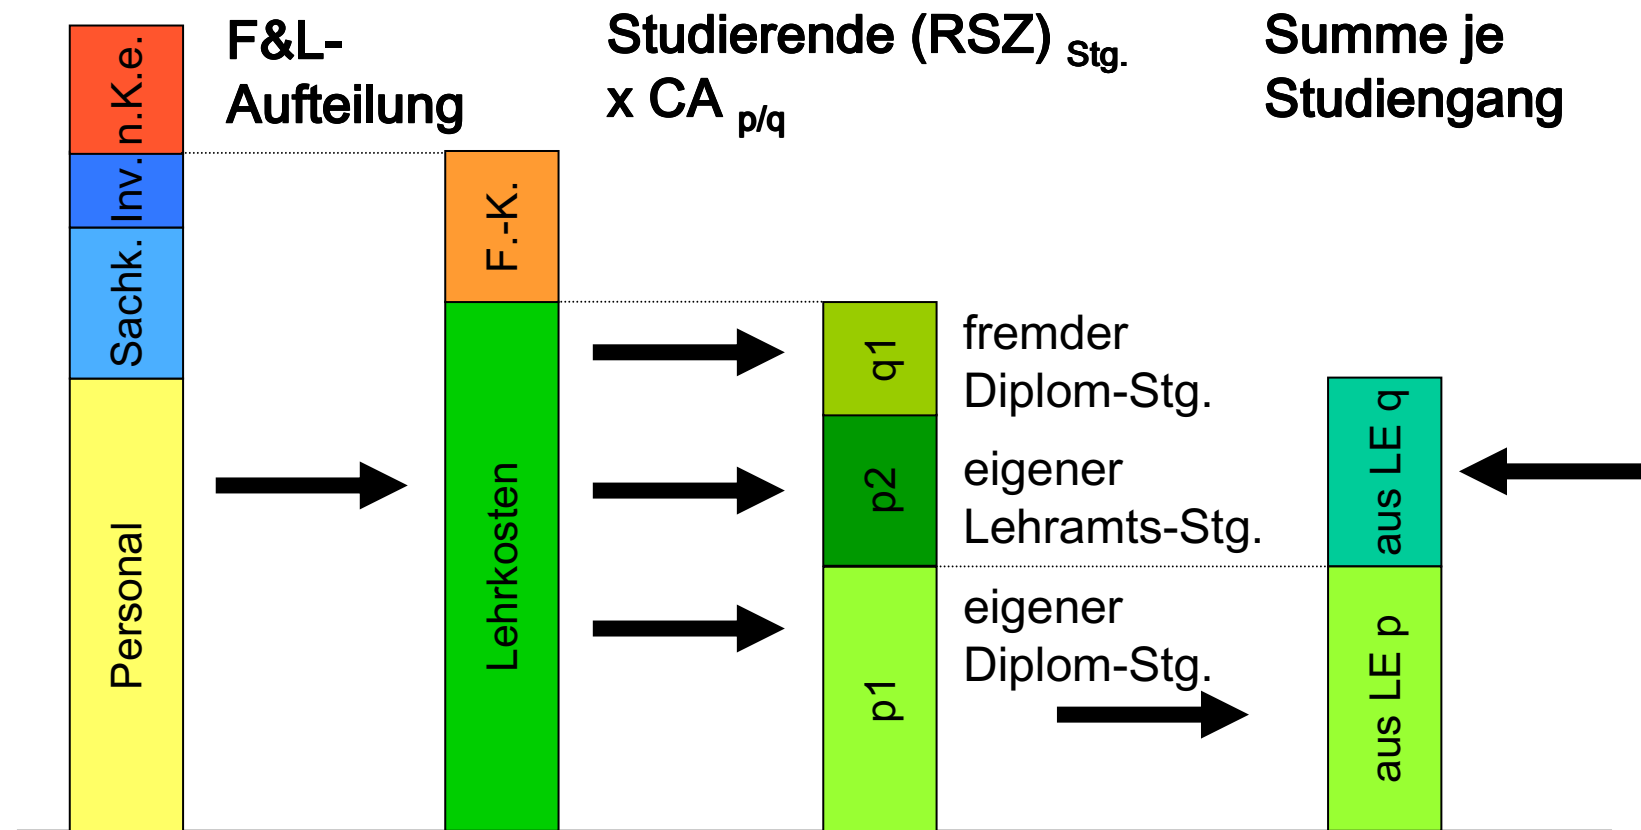 F&L-
Aufteilung
Studierende (RSZ) Stg.
x CA p/q
Summe je
Studiengang
n.K.e.
Inv.
Sachk.
Personal
F.-K.
Lehrkosten
q1
p2
p1
fremder
Diplom-Stg.
eigener
Lehramts-Stg.
eigener
Diplom-Stg.
aus LE q
aus LE p